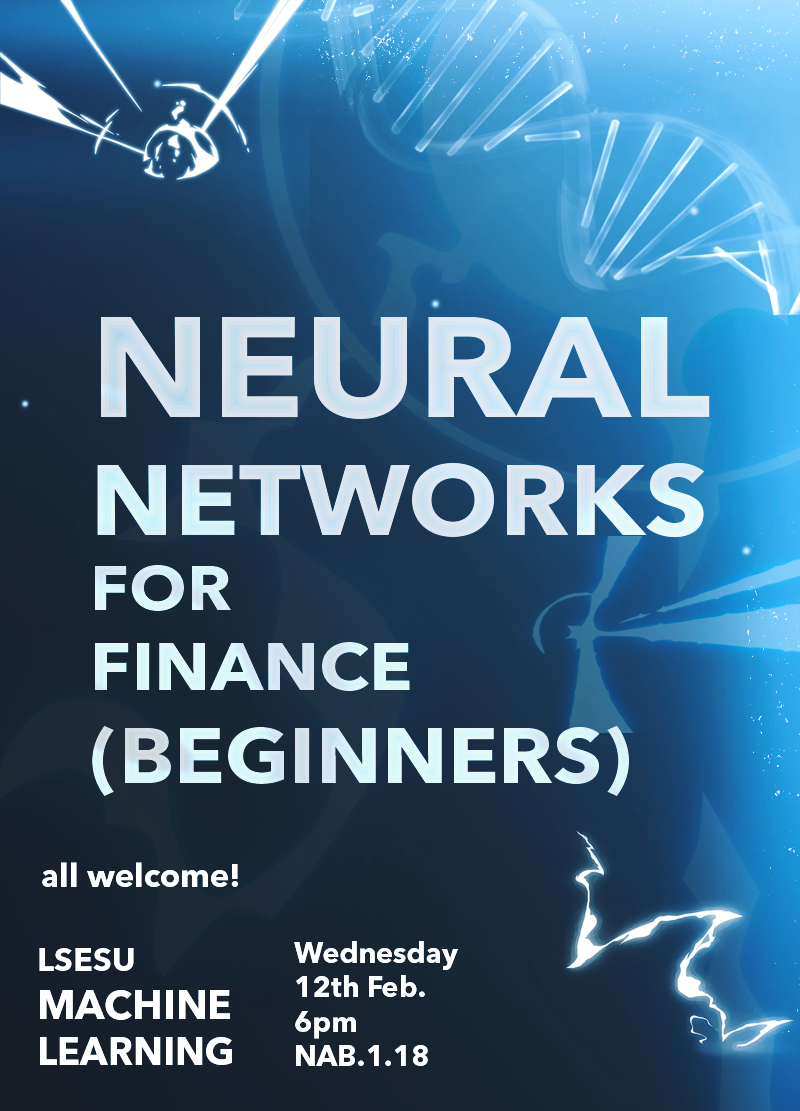 NEURAL
NETWORKS
FOR
FINANCE
(BEGINNERS)
all welcome!
LSESU
MACHINE
LEARNING
Wednesday
12th Feb.
6pm
NAB.1.18